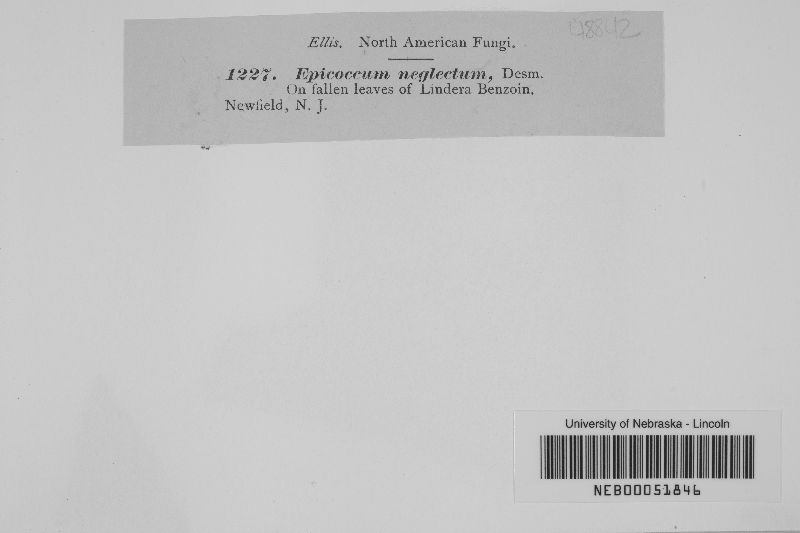 48842
Ellis. North American Fungi.
1227. Epicoccum neglectum, Desm.
On fallen leaves of Lindera Benzoin.
Newfield, N. J.
University of Nebraska - Lincoln
NEB00051846